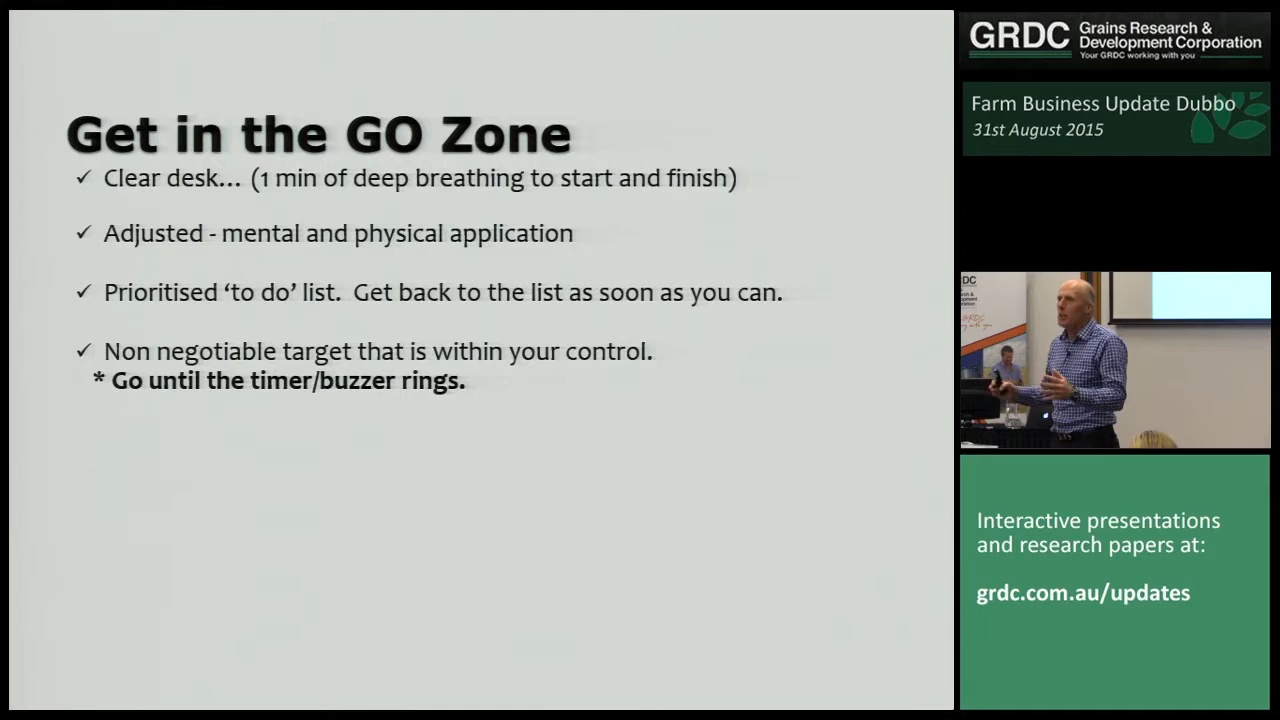 Get in the GO Zone
✓ Clear desk... (1 min of deep breathing to start and finish)
✓ Adjusted - mental and physical application
✓ Prioritised ‘to do’ list. Get back to the list as soon as you can.
✓ Non negotiable target that is within your control.
* Go until the timer/buzzer rings.
GRDC
Grains Research &
Development Corporation
Your GRDC working with you
Farm Business Update Dubbo
31st August 2015
Interactive presentations
and research papers at:
grdc.com.au/updates